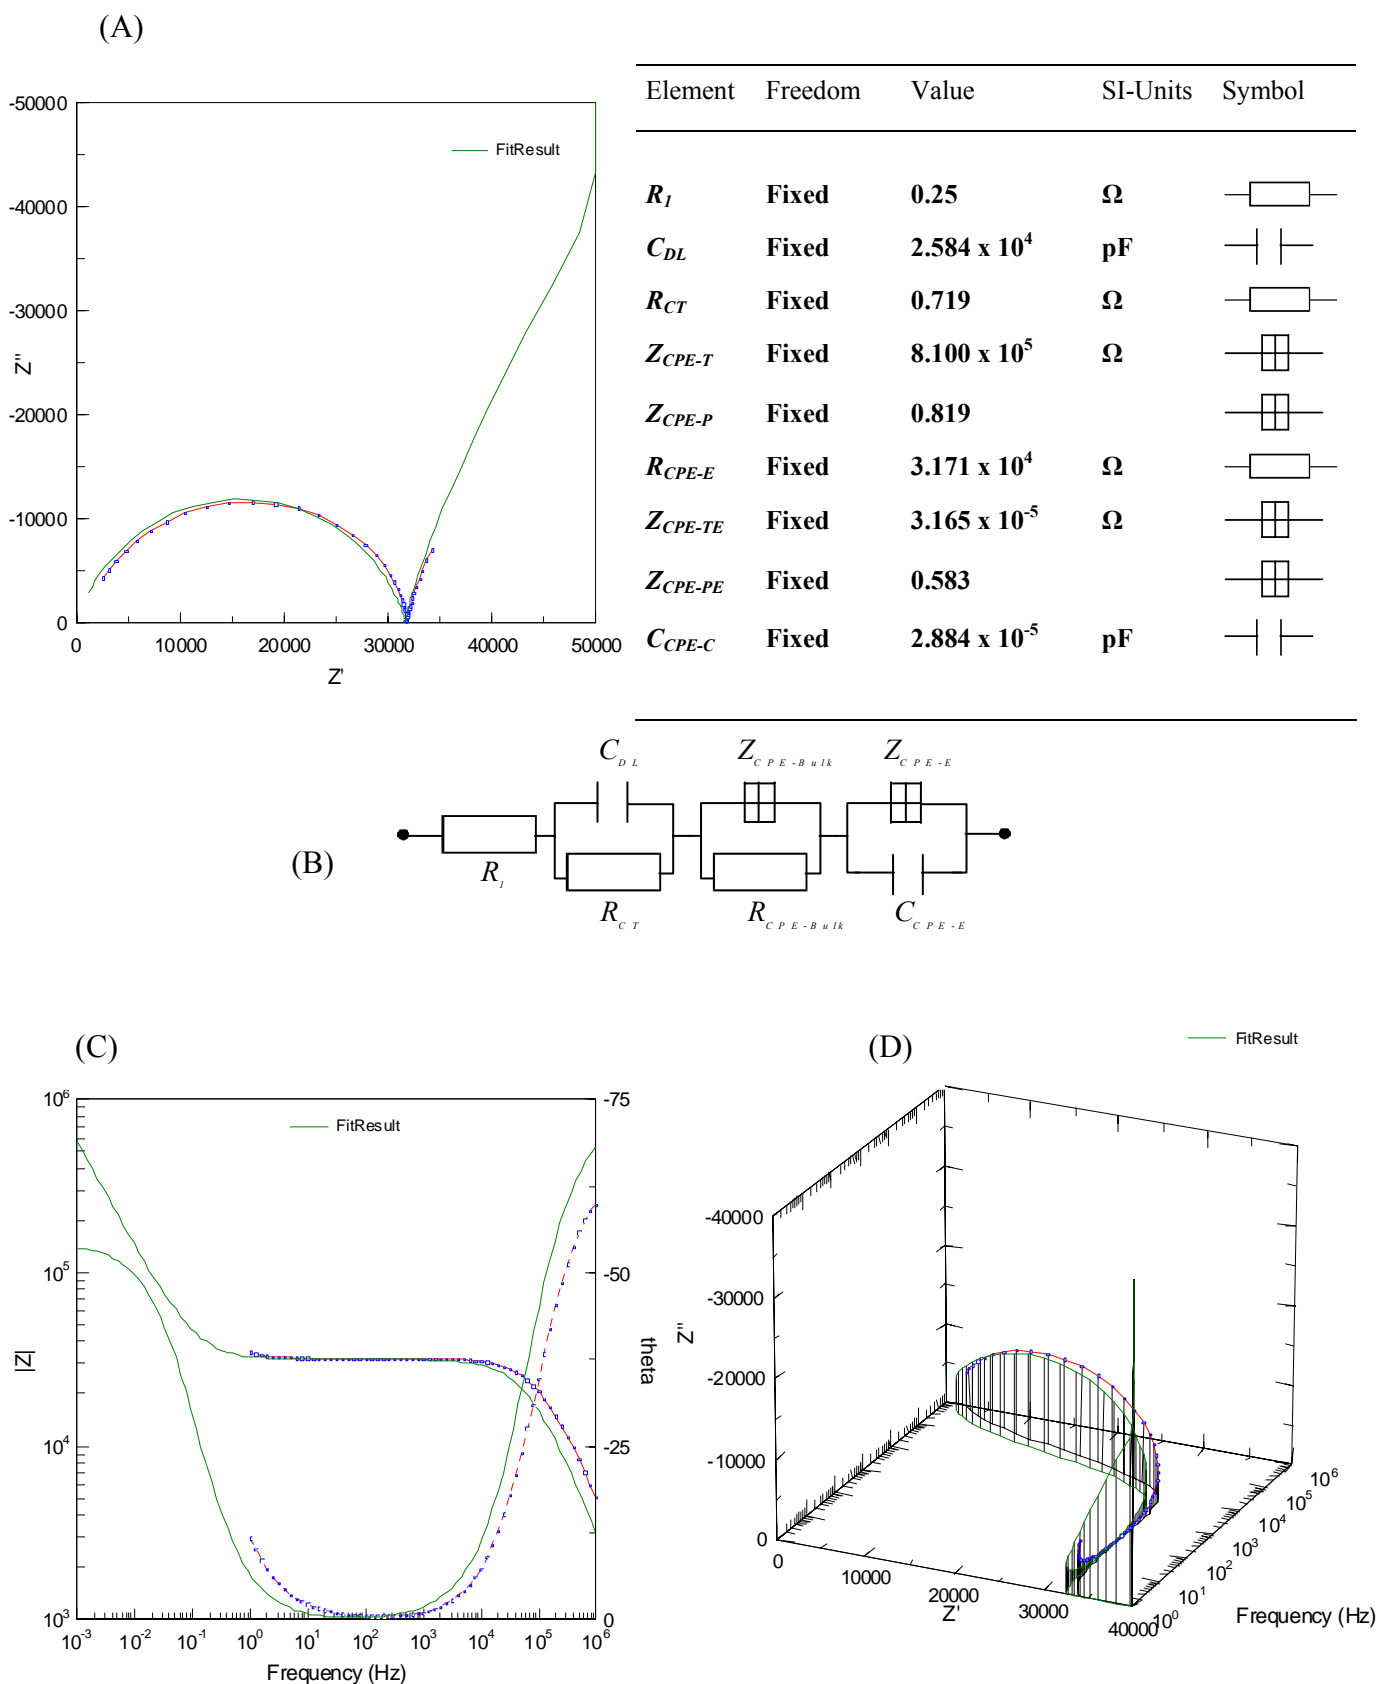 (A)
-50000
-40000
-30000
-20000
-10000
0
Z''
FitResult
0 10000 20000 30000 40000 50000
Z'
Element Freedom Value SI-Units Symbol
R1 Fixed 0.25 Ω
CDL Fixed 2.584 x 10^4 pF
RCT Fixed 0.719 Ω
ZCPE-T Fixed 8.100 x 10^5 Ω
ZCPE-P Fixed 0.819
RCPE-E Fixed 3.171 x 10^4 Ω
ZCPE-TE Fixed 3.165 x 10^-5 Ω
ZCPE-PE Fixed 0.583
CCPE-C Fixed 2.884 x 10^-5 pF
(B)
C DL Z CPE-Bulk Z CPE-E
R 1
R CT R CPE-Bulk C CPE-E
(C)
FitResult
10^6
10^5
10^4
10^3
|Z|
-75
-50
-25
0
theta
10^-3 10^-2 10^-1 10^0 10^1 10^2 10^3 10^4 10^5 10^6
Frequency (Hz)
(D)
FitResult
-40000
-30000
-20000
-10000
0
Z''
0 10000 20000 30000 40000
Z'
10^0 10^1 10^2 10^3 10^4 10^5 10^6
Frequency (Hz)